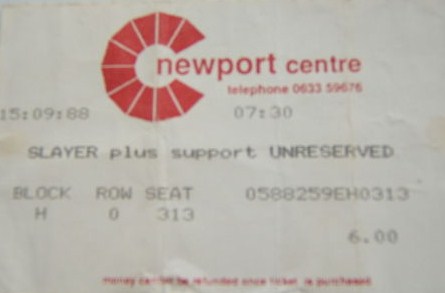 newport centre
telephone 0633 59676
15:09:88 07:30
SLAYER plus support UNRESERVED
BLOCK ROW SEAT 0588259EH0313
H 0 313
6.00
money cannot be refunded once ticket is purchased